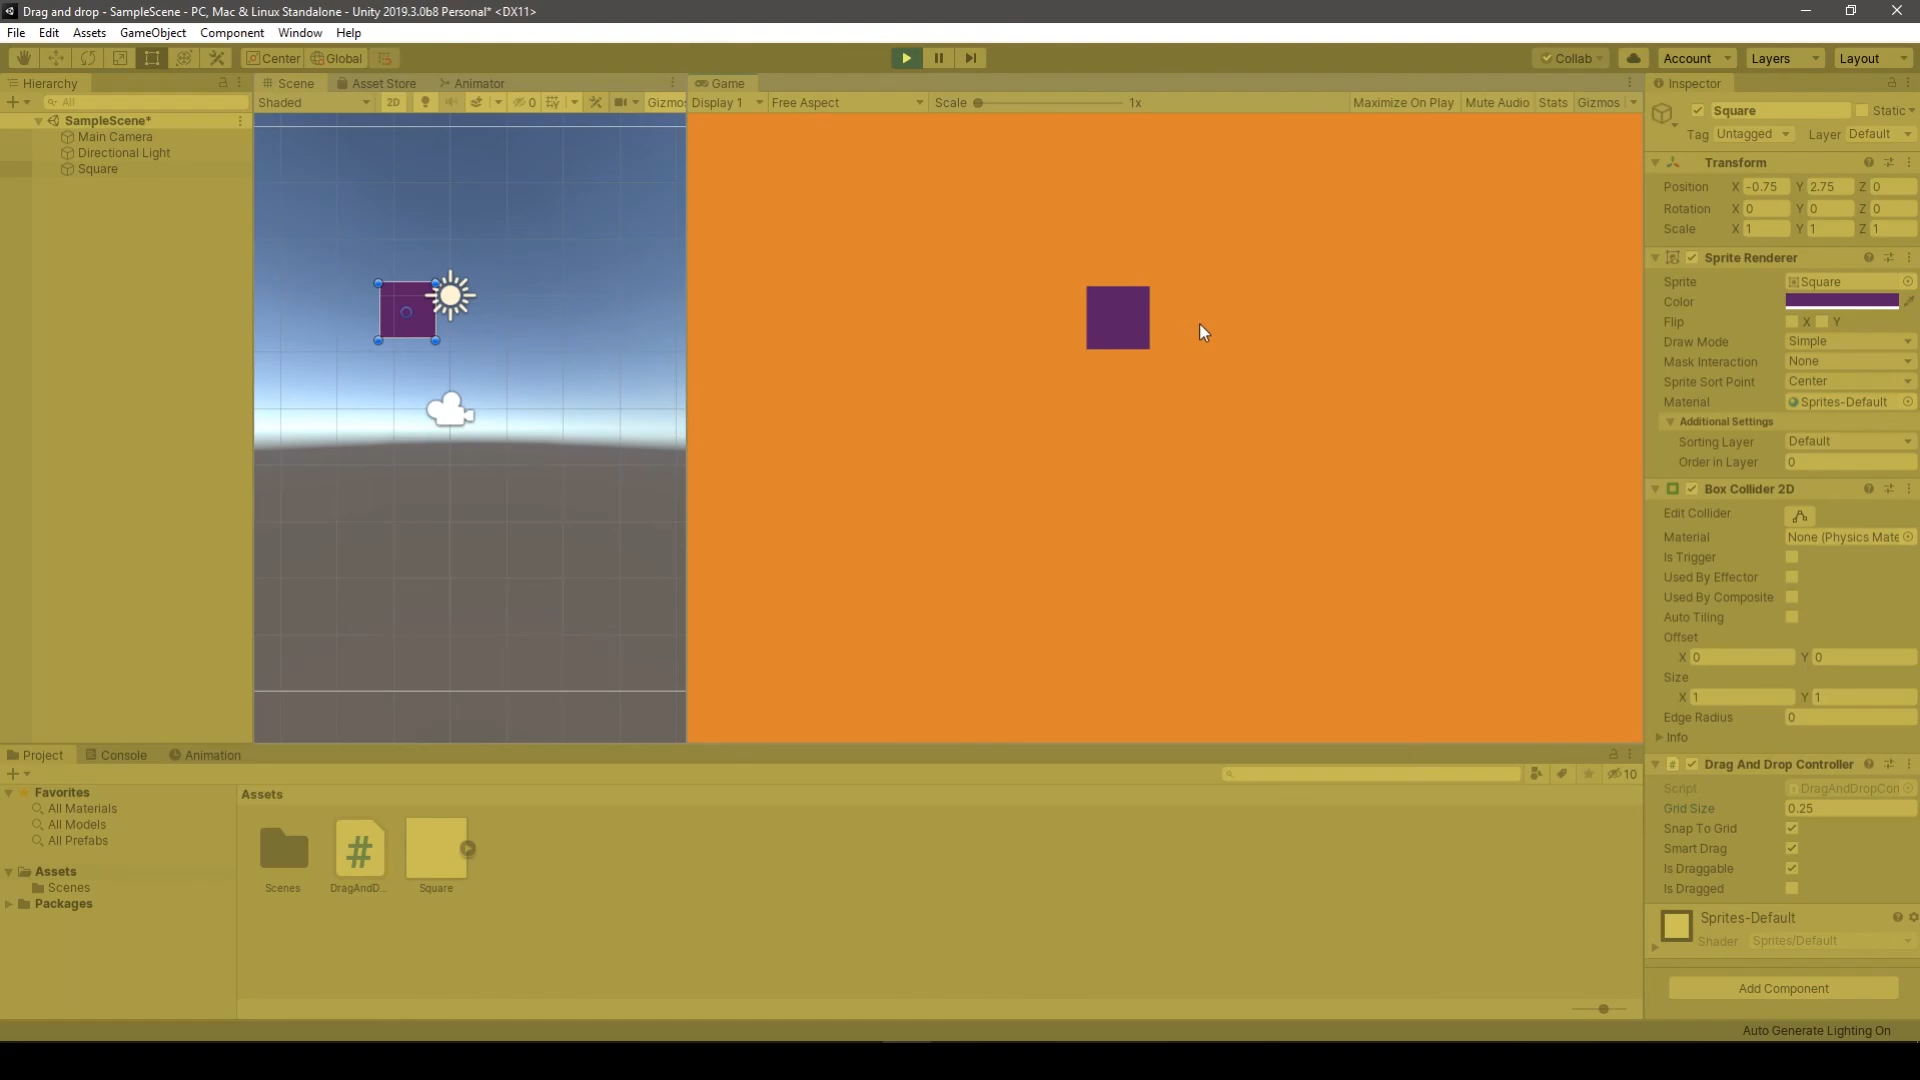 Drag and drop - SampleScene - PC, Mac & Linux Standalone - Unity 2019.3.0b8 Personal* <DX11>
File Edit Assets GameObject Component Window Help
Center Global Collab Account Layers Layout
Hierarchy Scene Asset Store Animator Game Inspector
All Shaded 2D 0 Gizmos Display 1 Free Aspect Scale 1x Maximize On Play Mute Audio Stats Gizmos
Square Static
SampleScene*
Tag Untagged Layer Default
Main Camera
Directional Light
Square
Transform
Position X -0.75 Y 2.75 Z 0
Rotation X 0 Y 0 Z 0
Scale X 1 Y 1 Z 1
Sprite Renderer
Sprite Square
Color
Flip X Y
Draw Mode Simple
Mask Interaction None
Sprite Sort Point Center
Material Sprites-Default
Additional Settings
Sorting Layer Default
Order in Layer 0
Box Collider 2D
Edit Collider
Material None (Physics Mate
Is Trigger
Used By Effector
Used By Composite
Auto Tiling
Offset
X 0 Y 0
Size
X 1 Y 1
Edge Radius 0
Info
Drag And Drop Controller
Script # DragAndDropCon
Grid Size 0.25
Snap To Grid
Smart Drag
Is Draggable
Is Dragged
Sprites-Default
Shader Sprites/Default
Add Component
Project Console Animation
10
Favorites
All Materials
All Models
All Prefabs
Assets
Scenes
Packages
Assets
#
Scenes DragAndD... Square
Auto Generate Lighting On